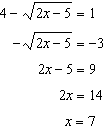 4 − √(2x − 5) = 1
−√(2x − 5) = −3
2x − 5 = 9
2x = 14
x = 7